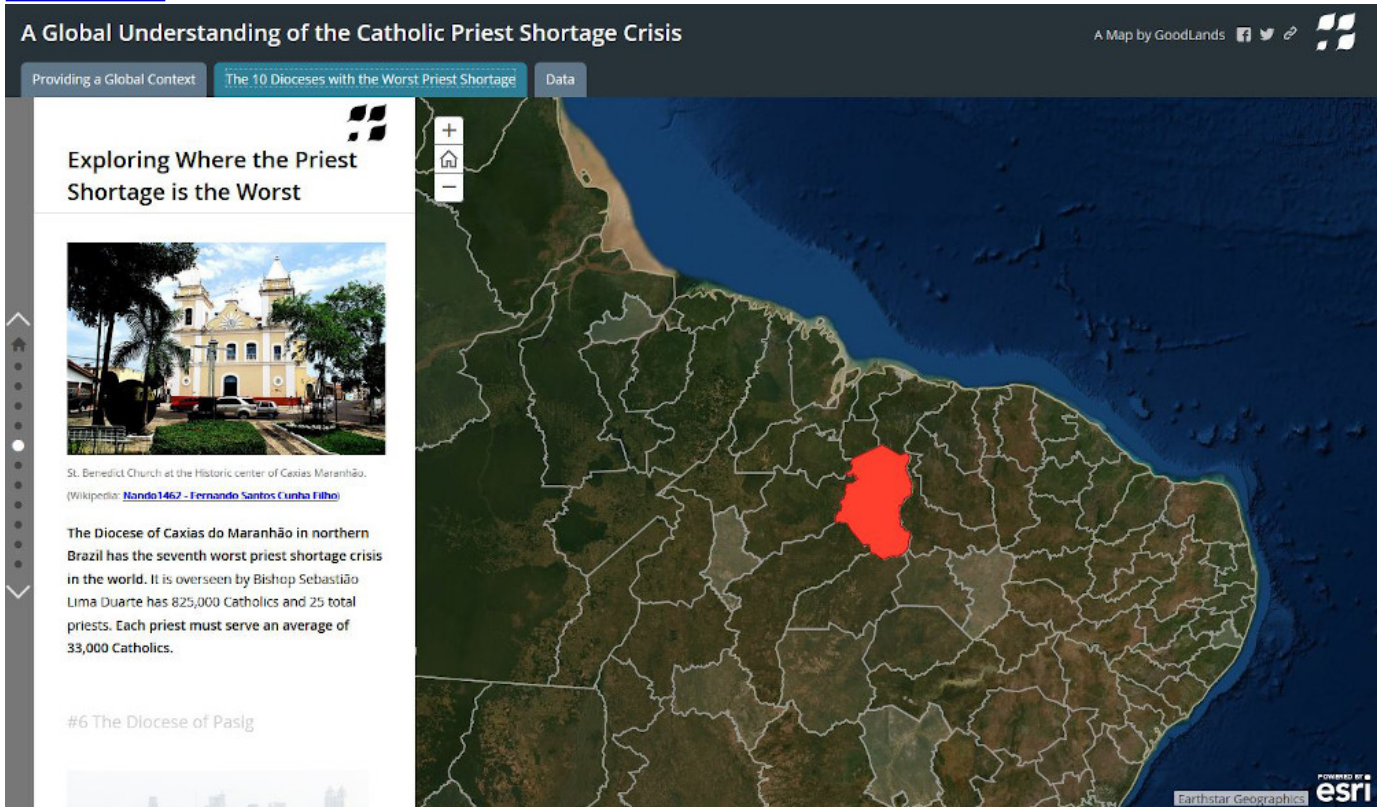 A Global Understanding of the Catholic Priest Shortage Crisis
A Map by GoodLands
Providing a Global Context
The 10 Dioceses with the Worst Priest Shortage
Data
Exploring Where the Priest
Shortage is the Worst
St. Benedict Church at the Historic center of Caxias Maranhão.
(Wikipedia: Nando1462 - Fernando Santos Cunha Filho)
The Diocese of Caxias do Maranhão in northern
Brazil has the seventh worst priest shortage crisis
in the world. It is overseen by Bishop Sebastião
Lima Duarte has 825,000 Catholics and 25 total
priests. Each priest must serve an average of
33,000 Catholics.
#6 The Diocese of Pasig
Earthstar Geographics
POWERED BY
esri